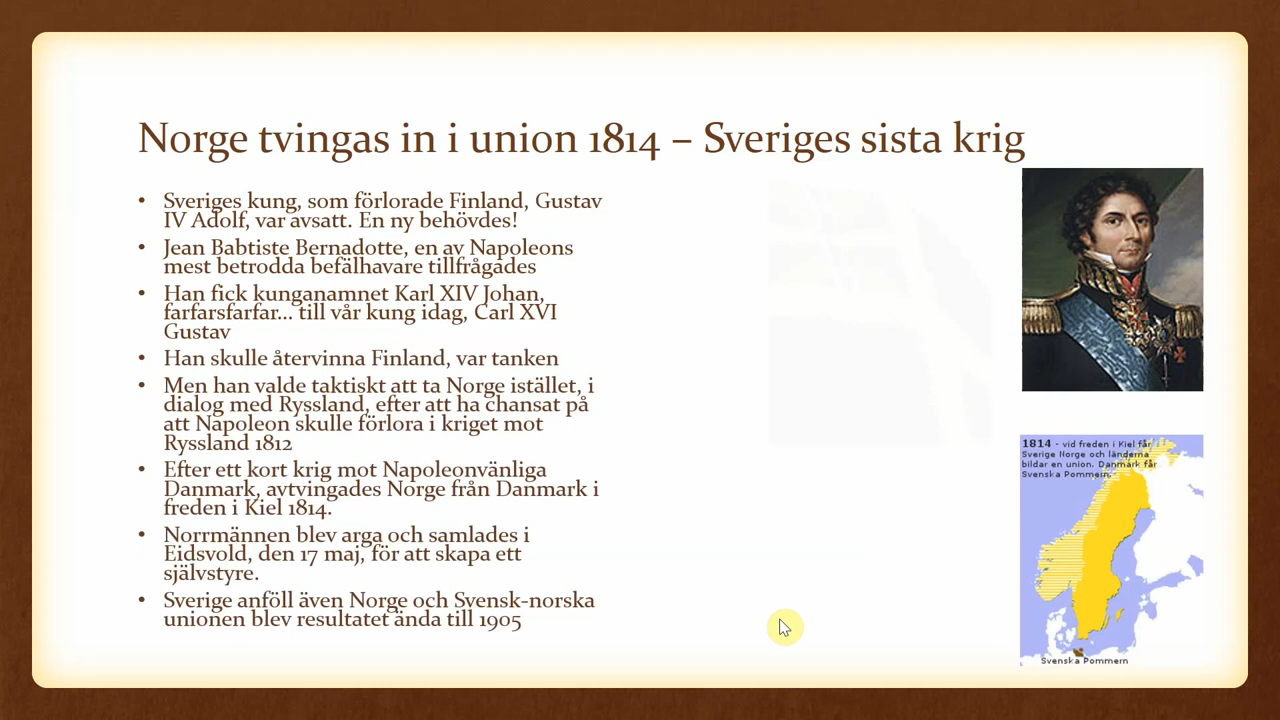 Norge tvingas in i union 1814 – Sveriges sista krig
• Sveriges kung, som förlorade Finland, Gustav
IV Adolf, var avsatt. En ny behövdes!
• Jean Babtiste Bernadotte, en av Napoleons
mest betrodda befälhavare tillfrågades
• Han fick kunganamnet Karl XIV Johan,
farfarsfarfar... till vår kung idag, Carl XVI
Gustav
• Han skulle återvinna Finland, var tanken
• Men han valde taktiskt att ta Norge istället, i
dialog med Ryssland, efter att ha chansat på
att Napoleon skulle förlora i kriget mot
Ryssland 1812
• Efter ett kort krig mot Napoleonvänliga
Danmark, avtvingades Norge från Danmark i
freden i Kiel 1814.
• Norrmännen blev arga och samlades i
Eidsvold, den 17 maj, för att skapa ett
självstyre.
• Sverige anföll även Norge och Svensk-norska
unionen blev resultatet ända till 1905
1814 - vid freden i Kiel får
Sverige Norge och länderna
bildar en union. Danmark får
Svenska Pommern.
Svenska Pommern